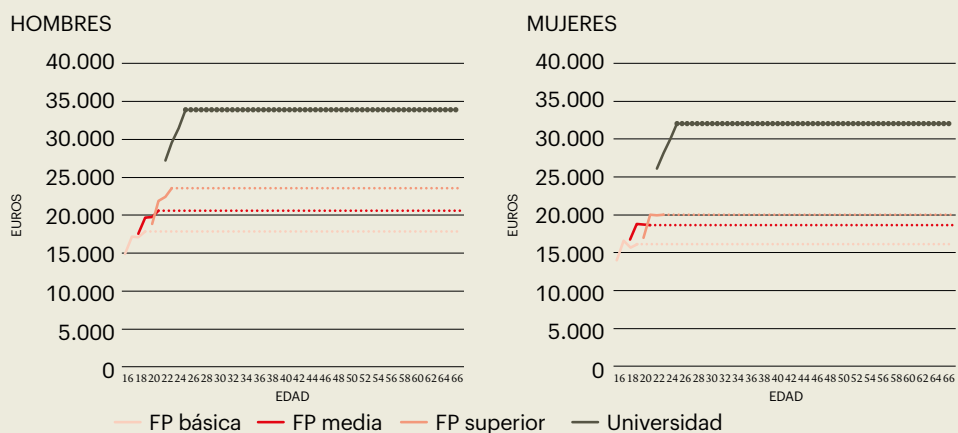 HOMBRES
40.000
35.000
30.000
25.000
20.000
15.000
10.000
5.000
0
EUROS
16 18 20 22 24 26 28 30 32 34 36 38 40 42 44 46 48 50 52 54 56 58 60 62 64 66
EDAD
MUJERES
40.000
35.000
30.000
25.000
20.000
15.000
10.000
5.000
0
EUROS
16 18 20 22 24 26 28 30 32 34 36 38 40 42 44 46 48 50 52 54 56 58 60 62 64 66
EDAD
FP básica FP media FP superior Universidad